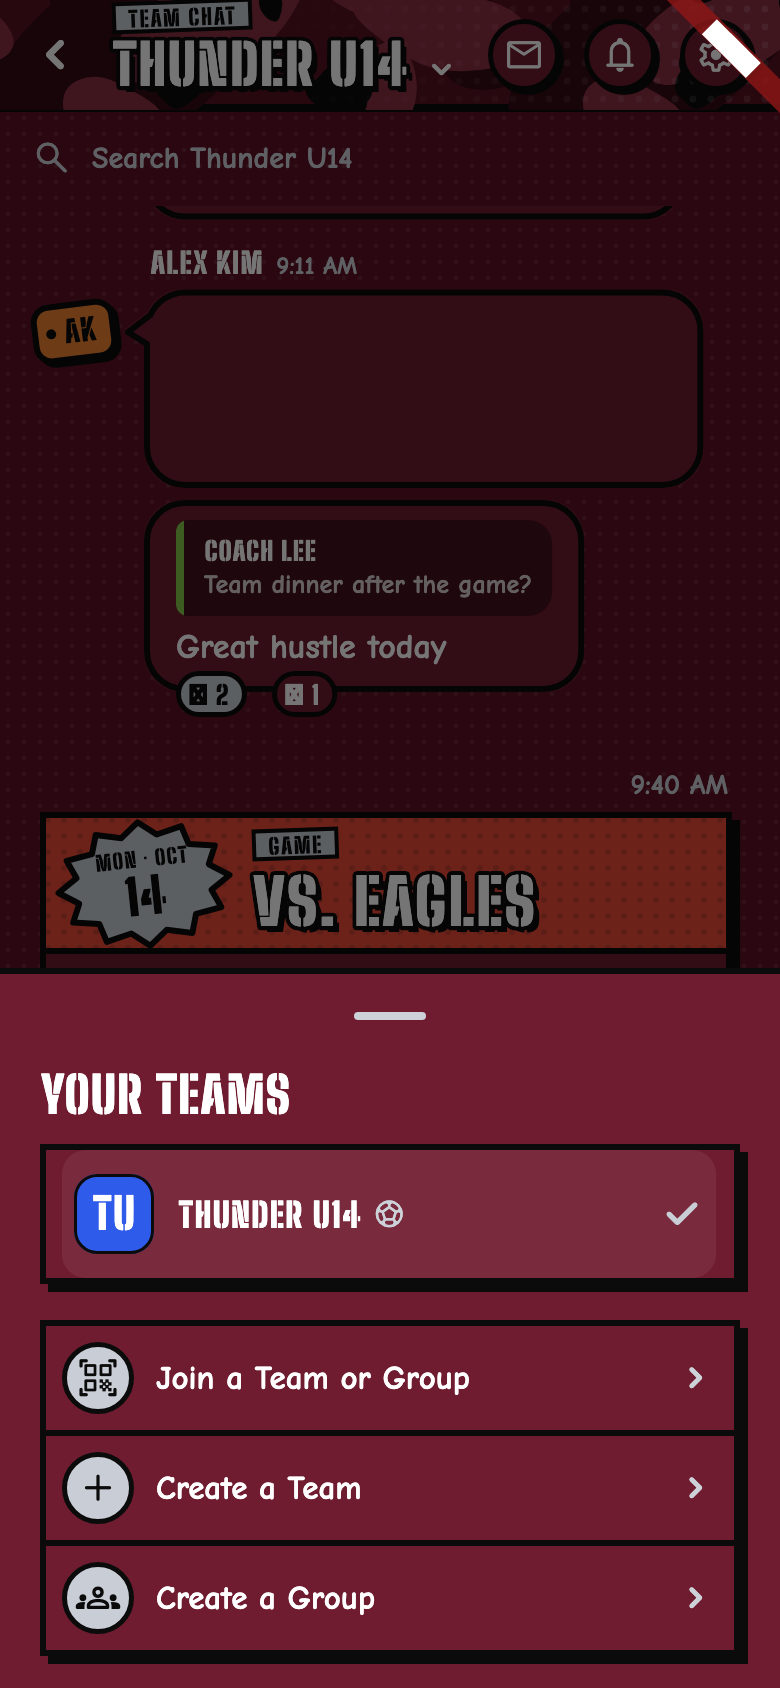 TEAM CHAT
THUNDER U14
Search Thunder U14
ALEX KIM 9:11 AM
AK
COACH LEE
Team dinner after the game?
Great hustle today
2 1
9:40 AM
MON · OCT
14
GAME
VS. EAGLES
YOUR TEAMS
TU THUNDER U14
Join a Team or Group
Create a Team
Create a Group